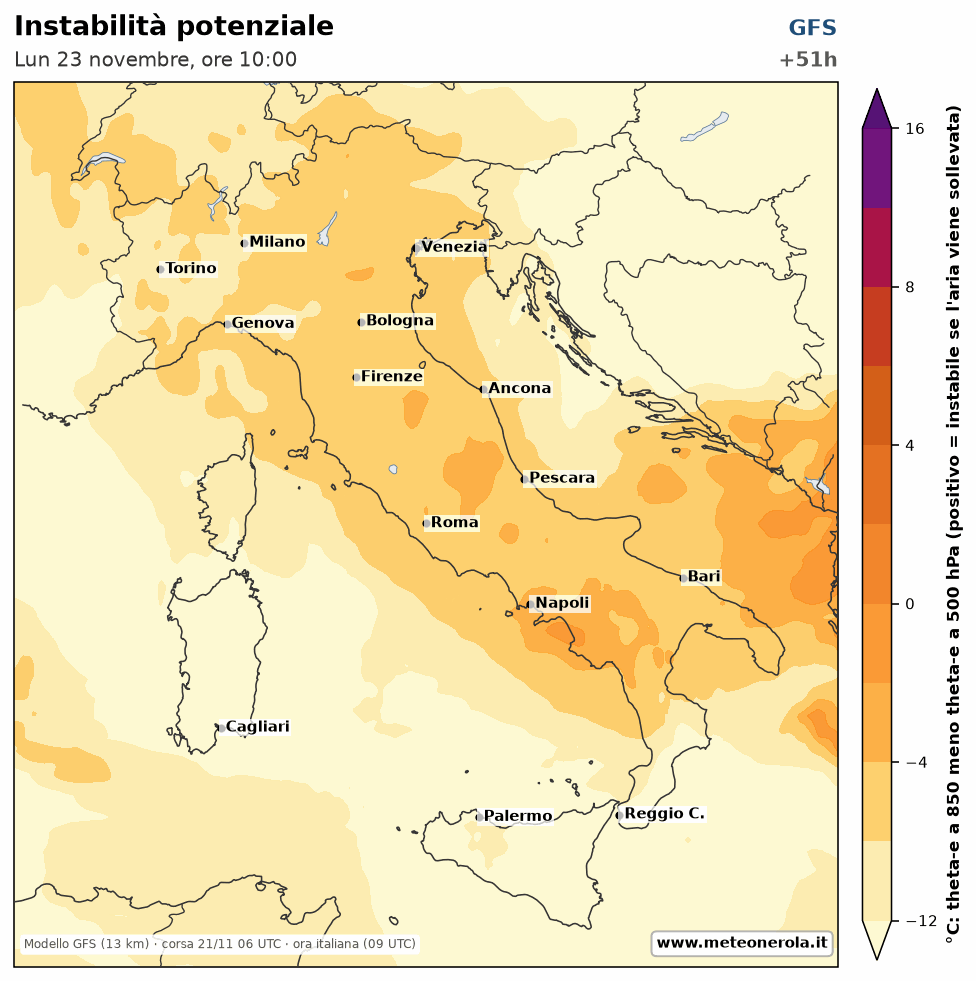 Instabilità potenziale
GFS
Lun 23 novembre, ore 10:00
+51h
Milano
Venezia
Torino
Genova
Bologna
Firenze
Ancona
Pescara
Roma
Bari
Napoli
Cagliari
Palermo
Reggio C.
Modello GFS (13 km) · corsa 21/11 06 UTC · ora italiana (09 UTC)
www.meteonerola.it
16
8
4
0
−4
−12
°C: theta-e a 850 meno theta-e a 500 hPa (positivo = instabile se l'aria viene sollevata)